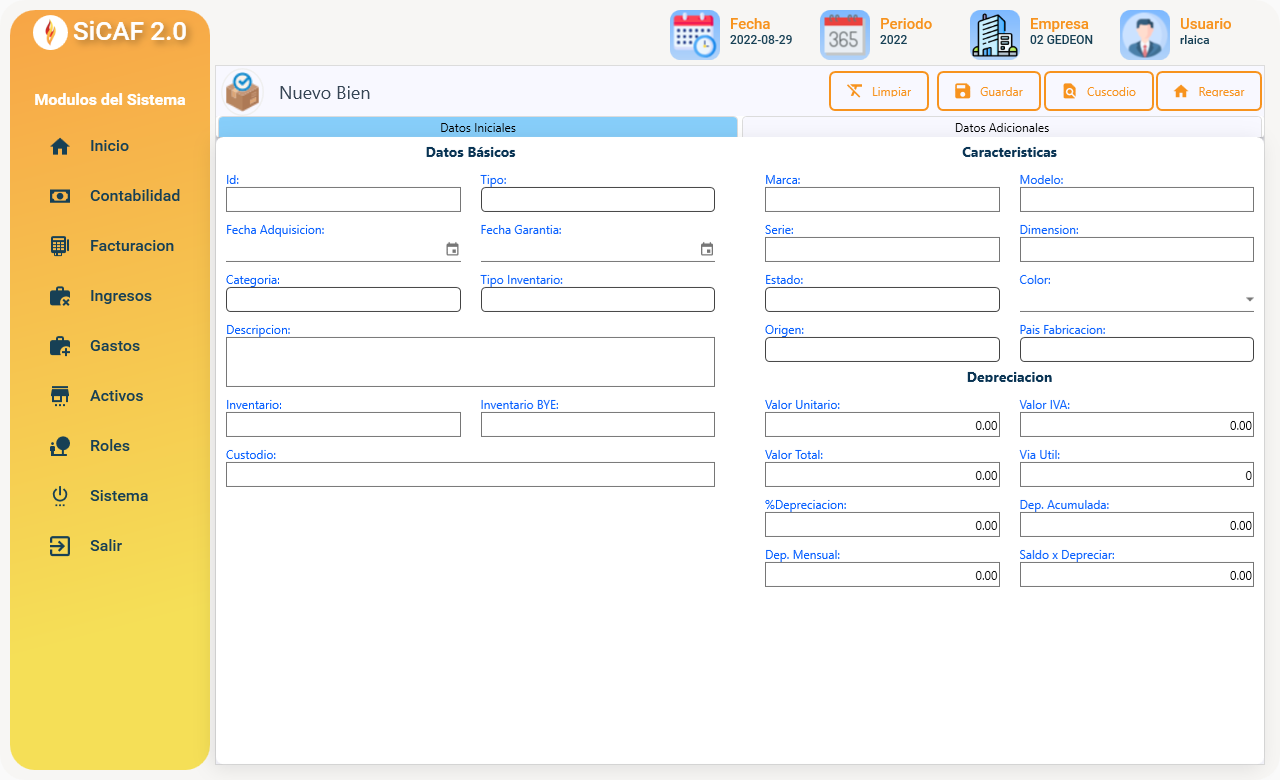 SiCAF 2.0
Fecha
2022-08-29
Periodo
2022
365
Empresa
02 GEDEON
Usuario
rlaica
Modulos del Sistema
Inicio
Contabilidad
Facturacion
Ingresos
Gastos
Activos
Roles
Sistema
Salir
Nuevo Bien
Limpiar
Guardar
Cuscodio
Regresar
Datos Iniciales
Datos Adicionales
Datos Básicos
Id:
Tipo:
Fecha Adquisicion:
Fecha Garantia:
Categoria:
Tipo Inventario:
Descripcion:
Inventario:
Inventario BYE:
Custodio:
Caracteristicas
Marca:
Modelo:
Serie:
Dimension:
Estado:
Color:
Origen:
Pais Fabricacion:
Depreciacion
Valor Unitario:
Valor IVA:
0.00
0.00
Valor Total:
Via Util:
0.00
0
%Depreciacion:
Dep. Acumulada:
0.00
0.00
Dep. Mensual:
Saldo x Depreciar:
0.00
0.00